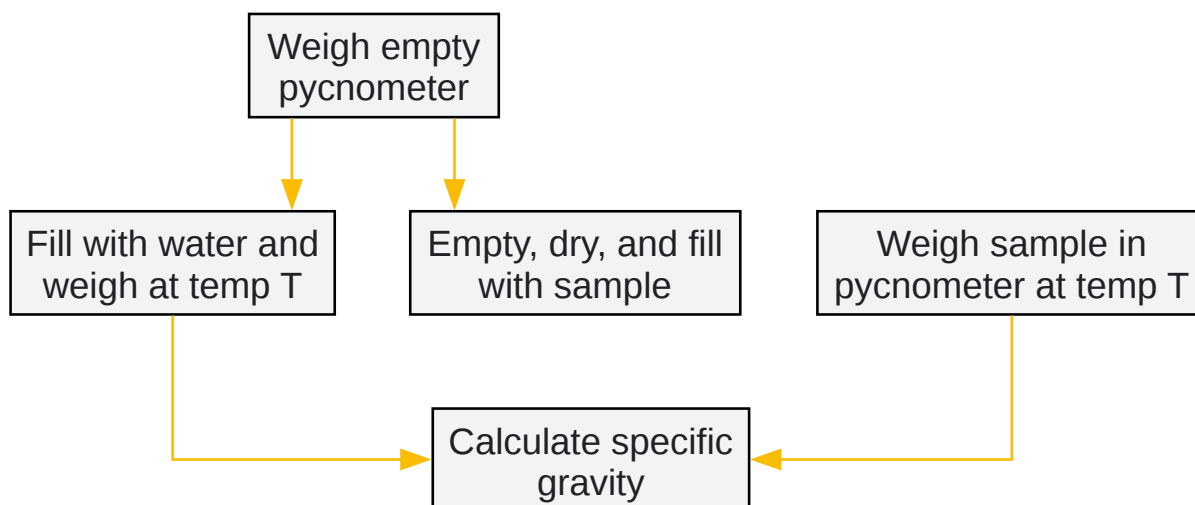 Weigh empty
pycnometer
Fill with water and
weigh at temp T
Empty, dry, and fill
with sample
Weigh sample in
pycnometer at temp T
Calculate specific
gravity